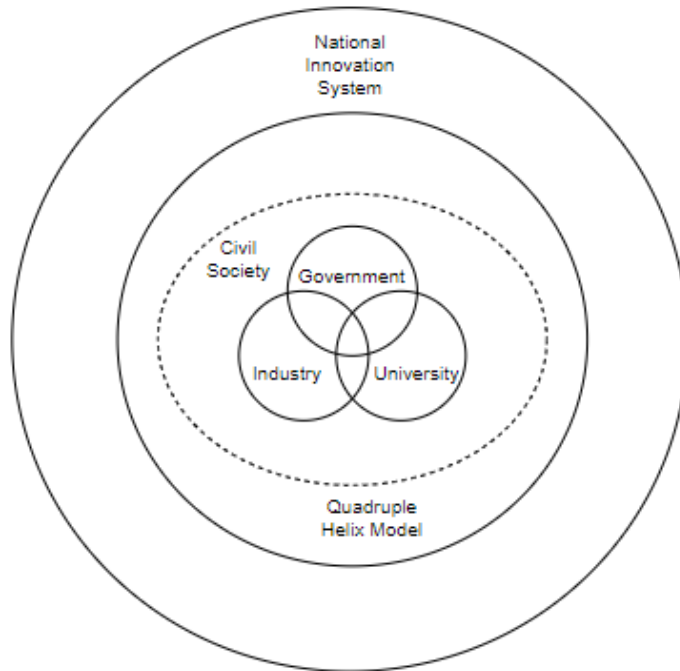 National
Innovation
System
Civil
Society
Government
Industry
University
Quadruple
Helix Model